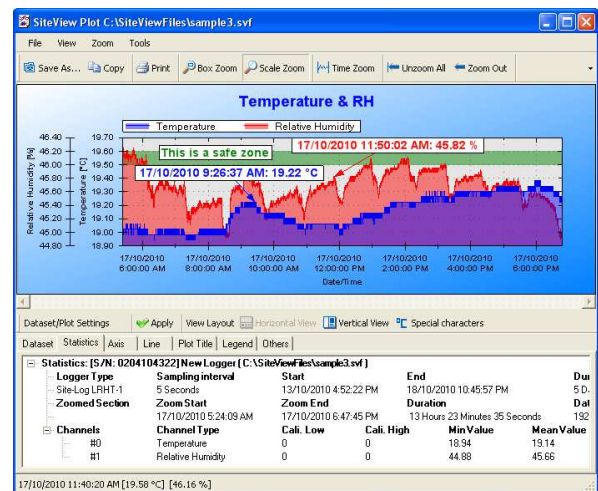 SiteView Plot C:\SiteViewFiles\sample3.svf
File View Zoom Tools
Save As... Copy Print Box Zoom Scale Zoom Time Zoom Unzoom All Zoom Out
Temperature & RH
Temperature Relative Humidity
Relative Humidity [%]
46.40
46.20
46.00
45.80
45.60
45.40
45.20
45.00
44.80
Temperature [°C]
19.70
19.60
19.50
19.40
19.30
19.20
19.10
19.00
18.90
This is a safe zone
17/10/2010 11:50:02 AM: 45.82 %
17/10/2010 9:26:37 AM: 19.22 °C
17/10/2010 17/10/2010 17/10/2010 17/10/2010 17/10/2010 17/10/2010 17/10/2010
6:00:00 AM 8:00:00 AM 10:00:00 AM 12:00:00 PM 2:00:00 PM 4:00:00 PM 6:00:00 PM
Date/Time
Dataset/Plot Settings Apply View Layout Horizontal View Vertical View °C Special characters
Dataset Statistics Axis Line Plot Title Legend Others
Statistics: [S/N: 0204104322] New Logger [ C:\SiteViewFiles\sample3.svf ]
Logger Type Sampling interval Start End Dur
Site-Log LRHT-1 5 Seconds 13/10/2010 4:52:22 PM 18/10/2010 10:45:57 PM 5 D
Zoomed Section Zoom Start Zoom End Duration Dat
17/10/2010 5:24:09 AM 17/10/2010 6:47:45 PM 13 Hours 23 Minutes 35 Seconds 192
Channels Channel Type Cali. Low Cali. High Min Value Mean Value
#0 Temperature 0 0 18.94 19.14
#1 Relative Humidity 0 0 44.88 45.66
17/10/2010 11:40:20 AM [19.58 °C] [46.16 %]